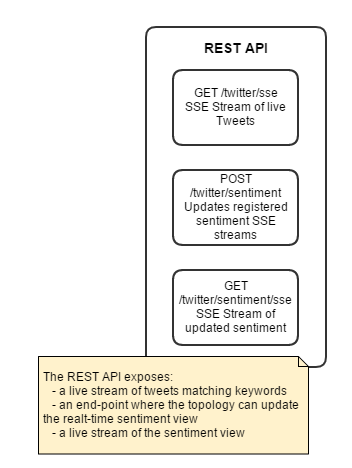 REST API
GET /twitter/sse
SSE Stream of live
Tweets
POST
/twitter/sentiment
Updates registered
sentiment SSE
streams
GET
/twitter/sentiment/sse
SSE Stream of
updated sentiment
The REST API exposes:
- a live stream of tweets matching keywords
- an end-point where the topology can update
the realt-time sentiment view
- a live stream of the sentiment view